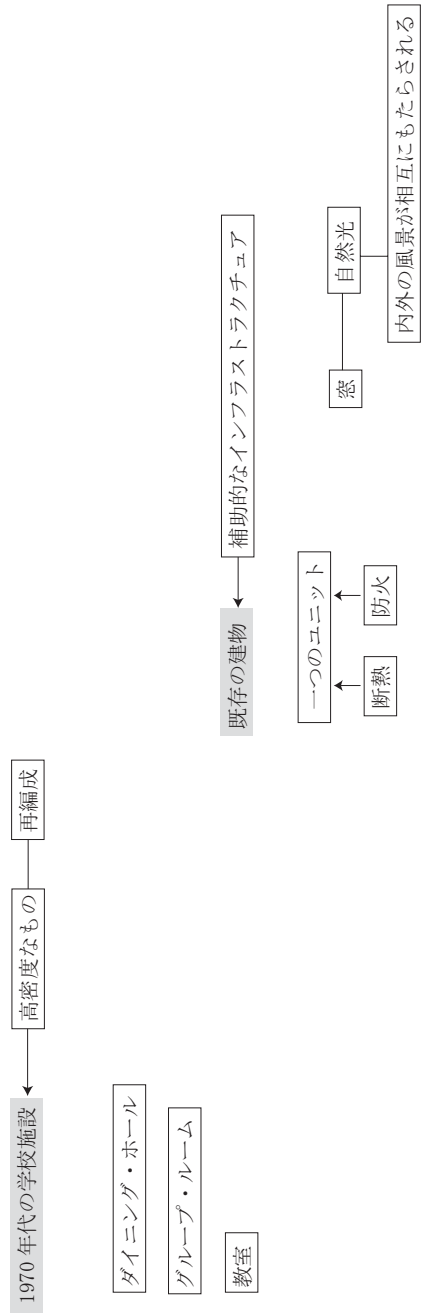 1970 年代の学校施設
高密度なもの
再編成
ダイニング・ホール
グループ・ルーム
教室
既存の建物
補助的なインフラストラクチュア
一つのユニット
断熱
防火
窓
自然光
内外の風景が相互にもたらされる